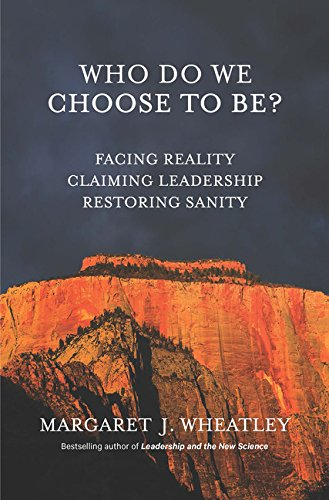 WHO DO WE
CHOOSE TO BE?
FACING REALITY
CLAIMING LEADERSHIP
RESTORING SANITY
MARGARET J. WHEATLEY
Bestselling author of Leadership and the New Science